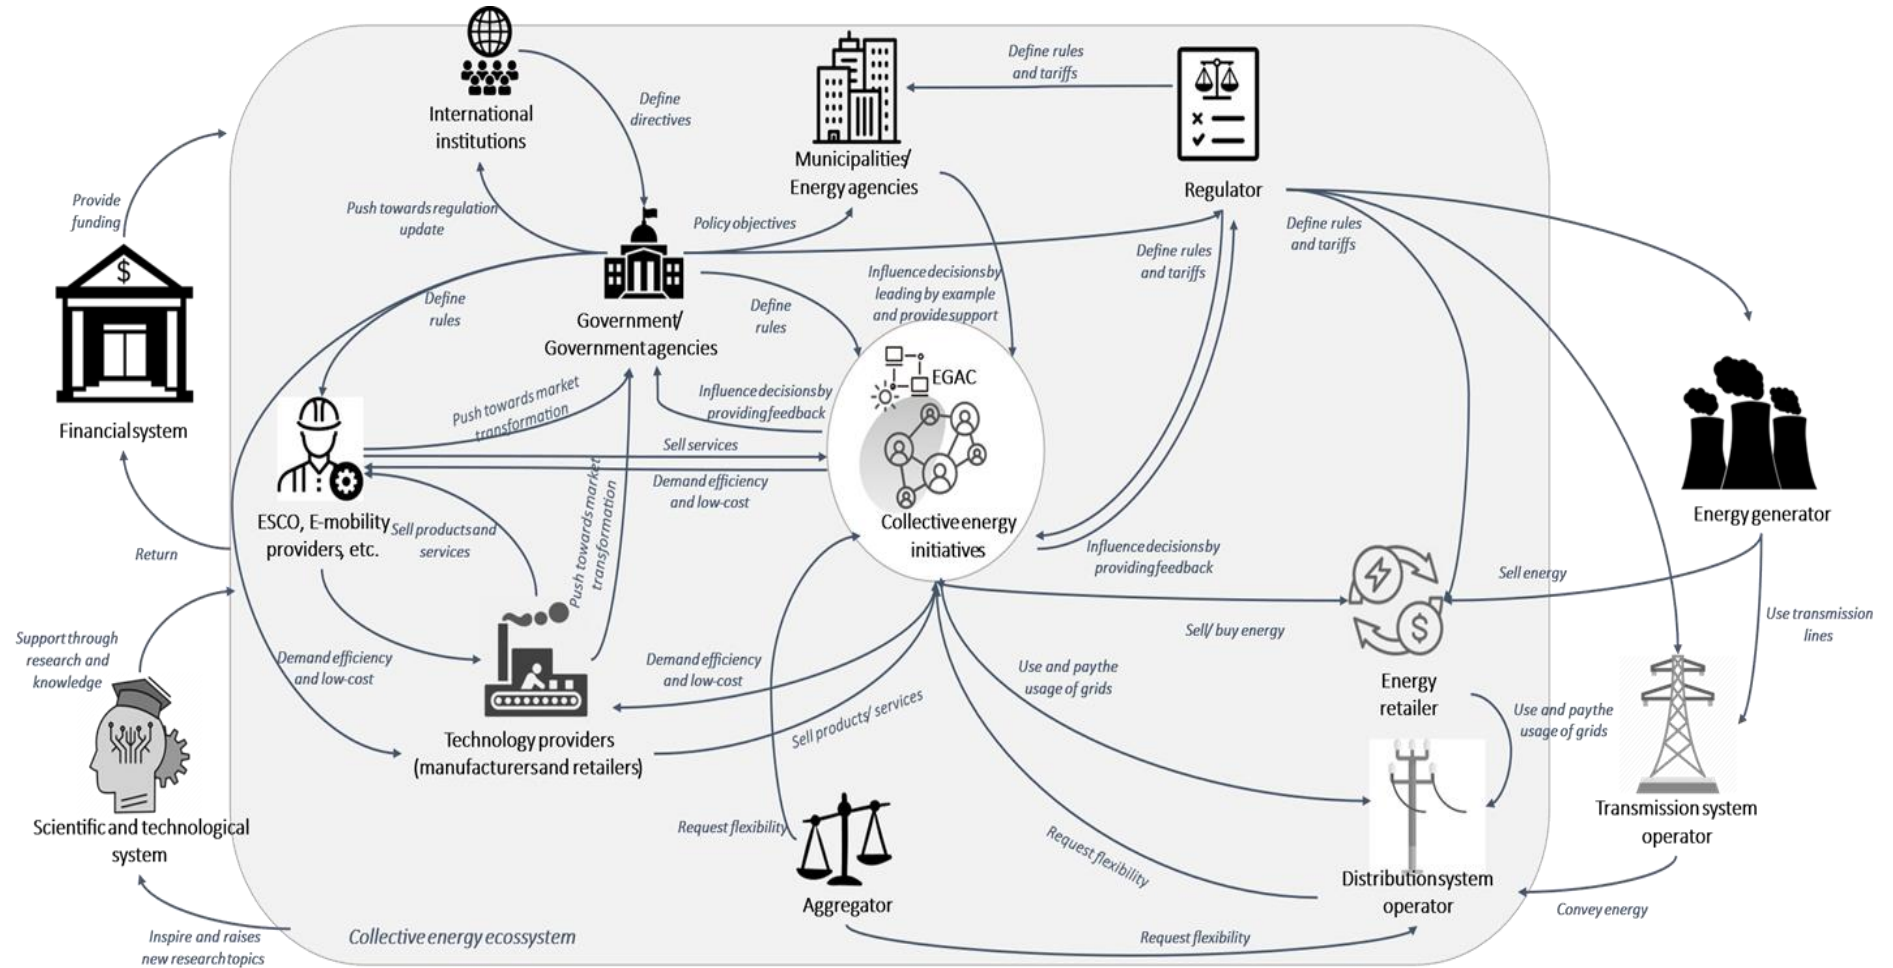 International
institutions
Define
directives
Municipalities/
Energy agencies
Define rules
and tariffs
Regulator
Provide
funding
$
Financial system
Push towards regulation
update
Policy objectives
Government/
Government agencies
Define
rules
Define
rules
Influence decisions by
leading by example
and provide support
Define rules
and tariffs
Define rules
and tariffs
Push towards market
transformation
Influence decisions by
providing feedback
EGAC
Sell services
Demand efficiency
and low-cost
ESCO, E-mobility
providers, etc.
Sell products and
services
Push towards market
transformation
Collective energy
initiatives
Influence decisions by
providing feedback
Energy generator
Return
Sell energy
$
Sell/ buy energy
Use transmission
lines
Support through
research and
knowledge
Demand efficiency
and low-cost
Demand efficiency
and low-cost
Use and pay the
usage of grids
Energy
retailer
Use and pay the
usage of grids
Technology providers
(manufacturers and retailers)
Sell products/ services
Scientific and technological
system
Request flexibility
Request flexibility
Transmission system
operator
Aggregator
Distribution system
operator
Convey energy
Inspire and raises
new research topics
Collective energy ecossystem
Request flexibility